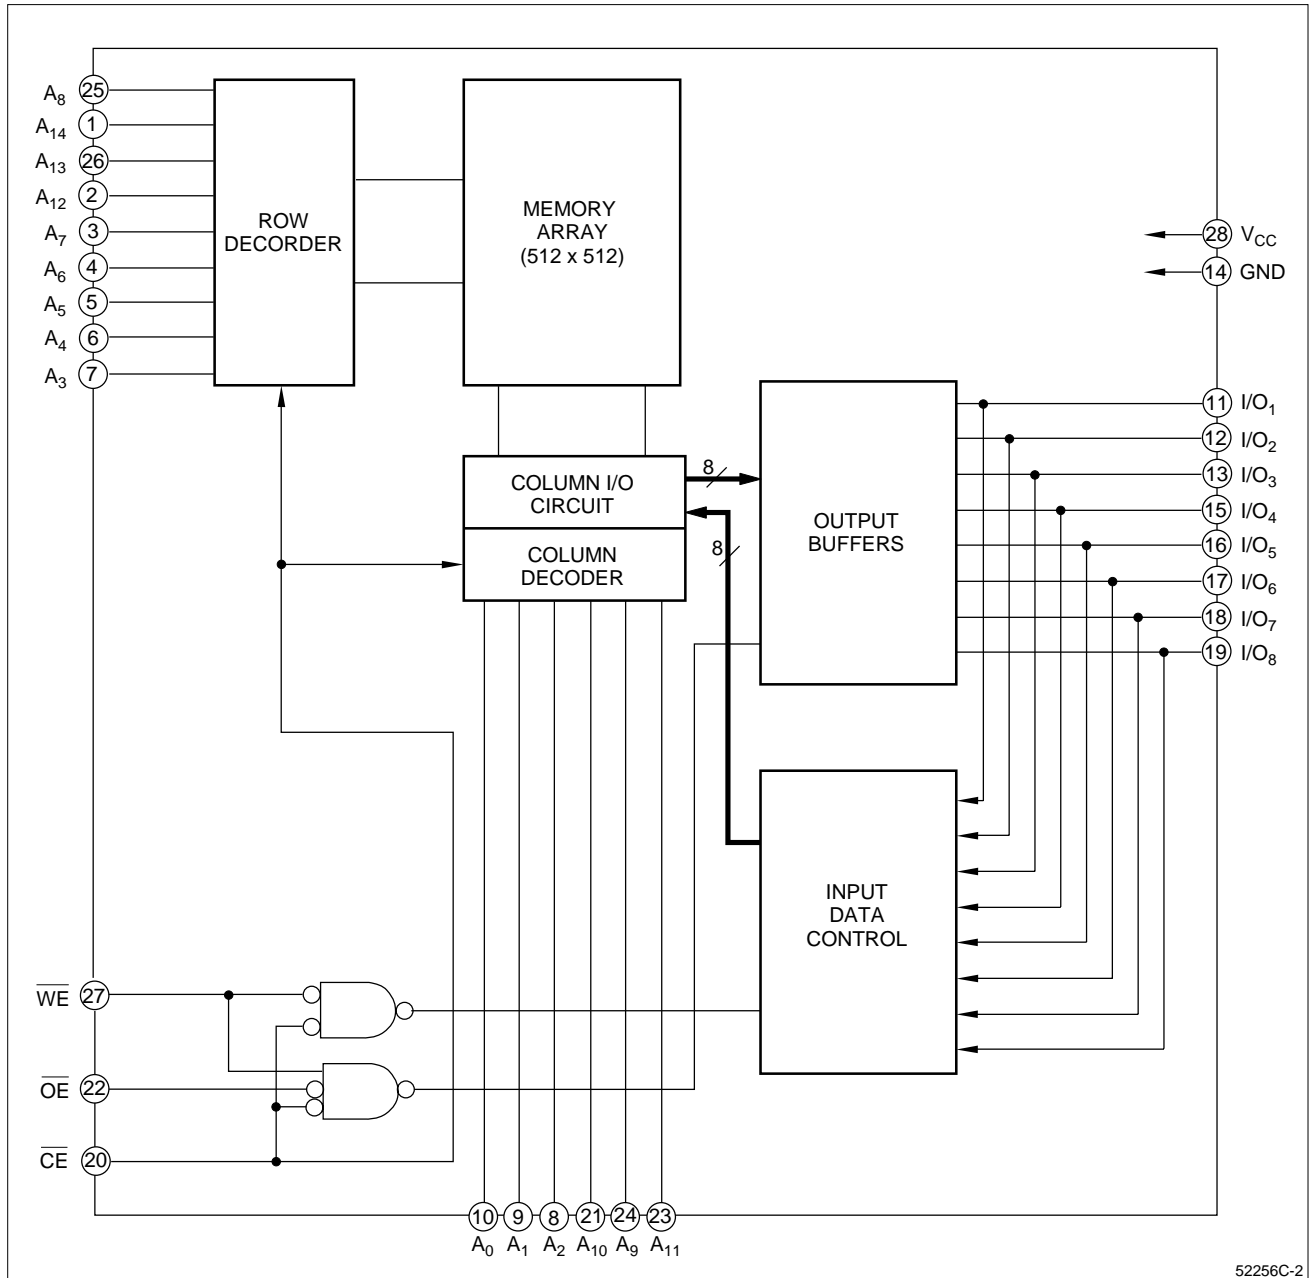 A8 25
A14 1
A13 26
A12 2
A7 3
A6 4
A5 5
A4 6
A3 7
ROW
DECORDER
MEMORY
ARRAY
(512 x 512)
28 VCC
14 GND
COLUMN I/O
CIRCUIT
COLUMN
DECODER
8
8
OUTPUT
BUFFERS
11 I/O1
12 I/O2
13 I/O3
15 I/O4
16 I/O5
17 I/O6
18 I/O7
19 I/O8
INPUT
DATA
CONTROL
W̅E̅ 27
O̅E̅ 22
C̅E̅ 20
10 9 8 21 24 23
A0 A1 A2 A10 A9 A11
52256C-2